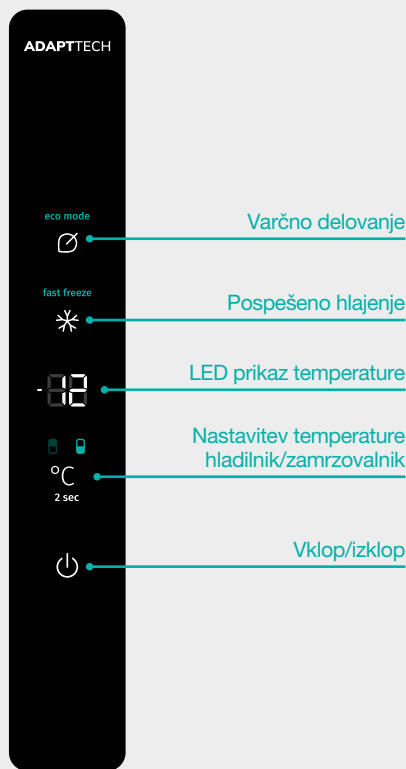 ADAPTTECH
eco mode
Varčno delovanje
fast freeze
Pospešeno hlajenje
-12
LED prikaz temperature
Nastavitev temperature
hladilnik/zamrzovalnik
°C
2 sec
Vklop/izklop